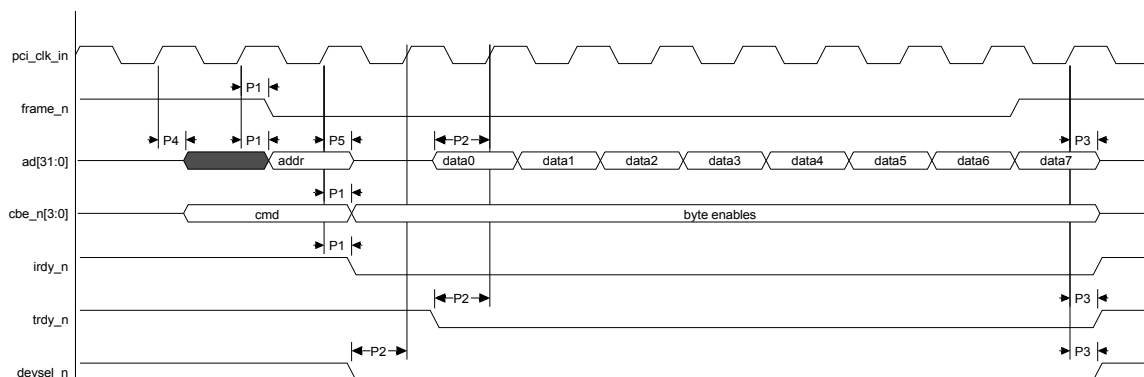 pci_clk_in
P1
frame_n
P4 P1 P5 P2 P3
ad[31:0] addr data0 data1 data2 data3 data4 data5 data6 data7
P1
cbe_n[3:0] cmd byte enables
P1
irdy_n
P2 P3
trdy_n
P2 P3
devsel_n